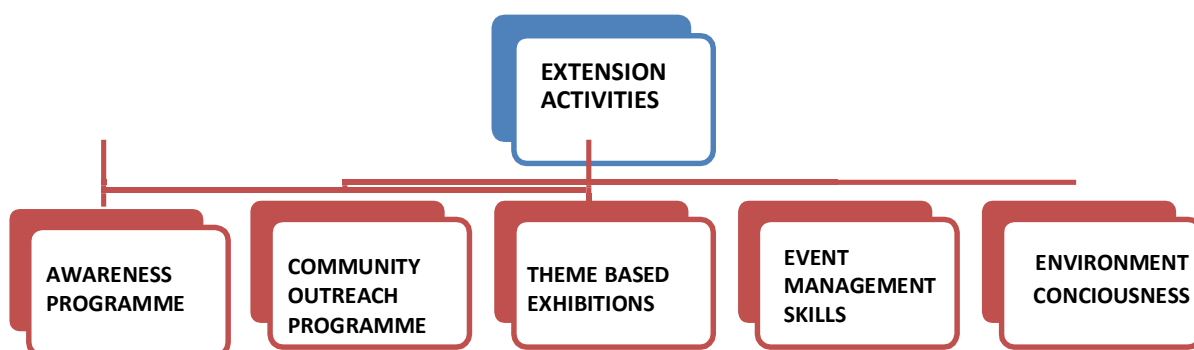 EXTENSION
ACTIVITIES
AWARENESS
PROGRAMME
COMMUNITY
OUTREACH
PROGRAMME
THEME BASED
EXHIBITIONS
EVENT
MANAGEMENT
SKILLS
ENVIRONMENT
CONCIOUSNESS